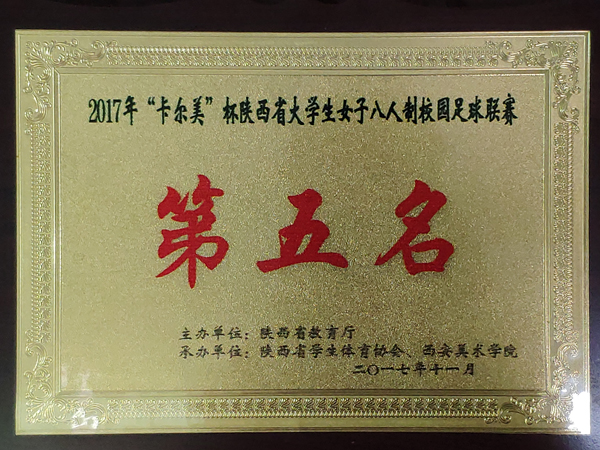 2017年“卡尔美”杯陕西省大学生女子八人制校园足球联赛
第五名
主办单位：陕西省教育厅
承办单位：陕西省学生体育协会、西安美术学院
二〇一七年十一月